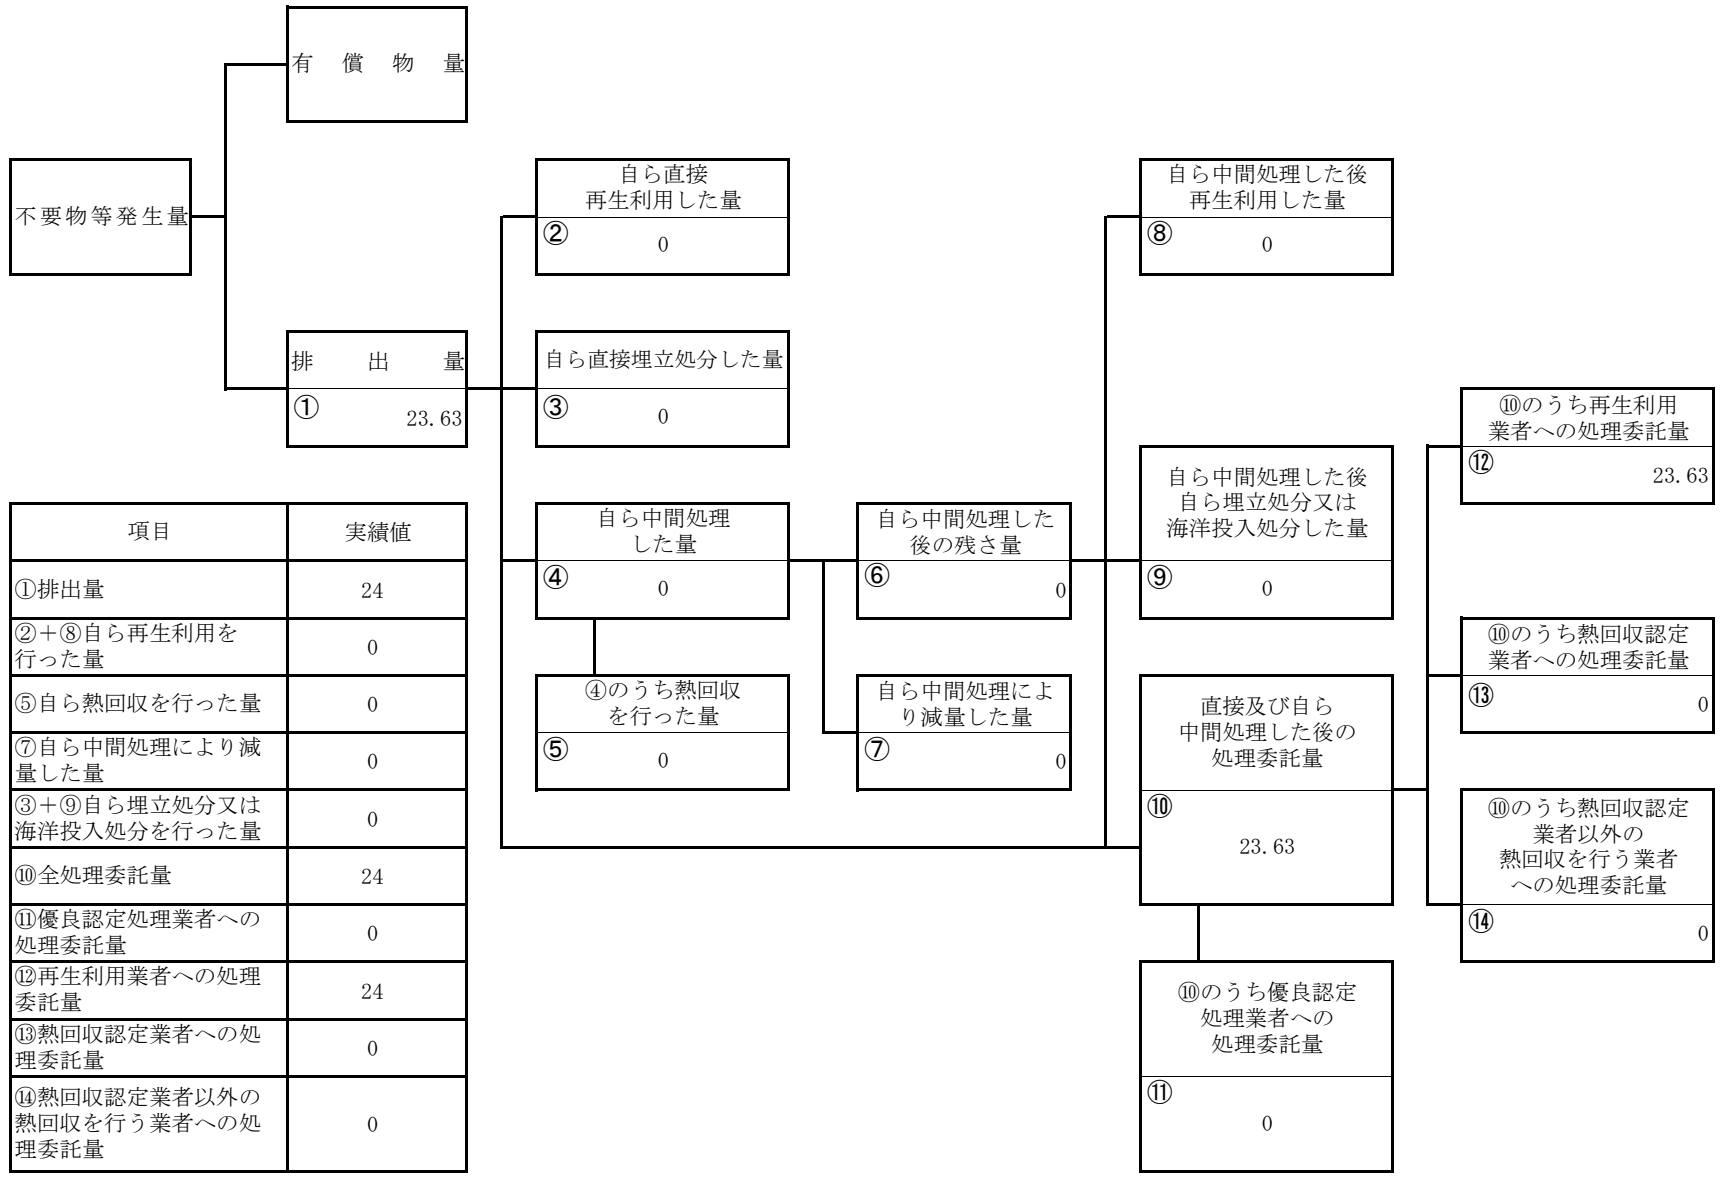 有償物量
不要物等発生量
排出量
① 23.63
自ら直接
再生利用した量
② 0
自ら直接埋立処分した量
③ 0
自ら中間処理
した量
④ 0
④のうち熱回収
を行った量
⑤ 0
自ら中間処理した
後の残さ量
⑥ 0
自ら中間処理によ
り減量した量
⑦ 0
自ら中間処理した後
再生利用した量
⑧ 0
自ら中間処理した後
自ら埋立処分又は
海洋投入処分した量
⑨ 0
直接及び自ら
中間処理した後の
処理委託量
⑩
23.63
⑩のうち優良認定
処理業者への
処理委託量
⑪
0
⑩のうち再生利用
業者への処理委託量
⑫ 23.63
⑩のうち熱回収認定
業者への処理委託量
⑬ 0
⑩のうち熱回収認定
業者以外の
熱回収を行う業者
への処理委託量
⑭ 0
項目 実績値
①排出量 24
②＋⑧自ら再生利用を
行った量 0
⑤自ら熱回収を行った量 0
⑦自ら中間処理により減
量した量 0
③＋⑨自ら埋立処分又は
海洋投入処分を行った量 0
⑩全処理委託量 24
⑪優良認定処理業者への
処理委託量 0
⑫再生利用業者への処理
委託量 24
⑬熱回収認定業者への処
理委託量 0
⑭熱回収認定業者以外の
熱回収を行う業者への処 0
理委託量